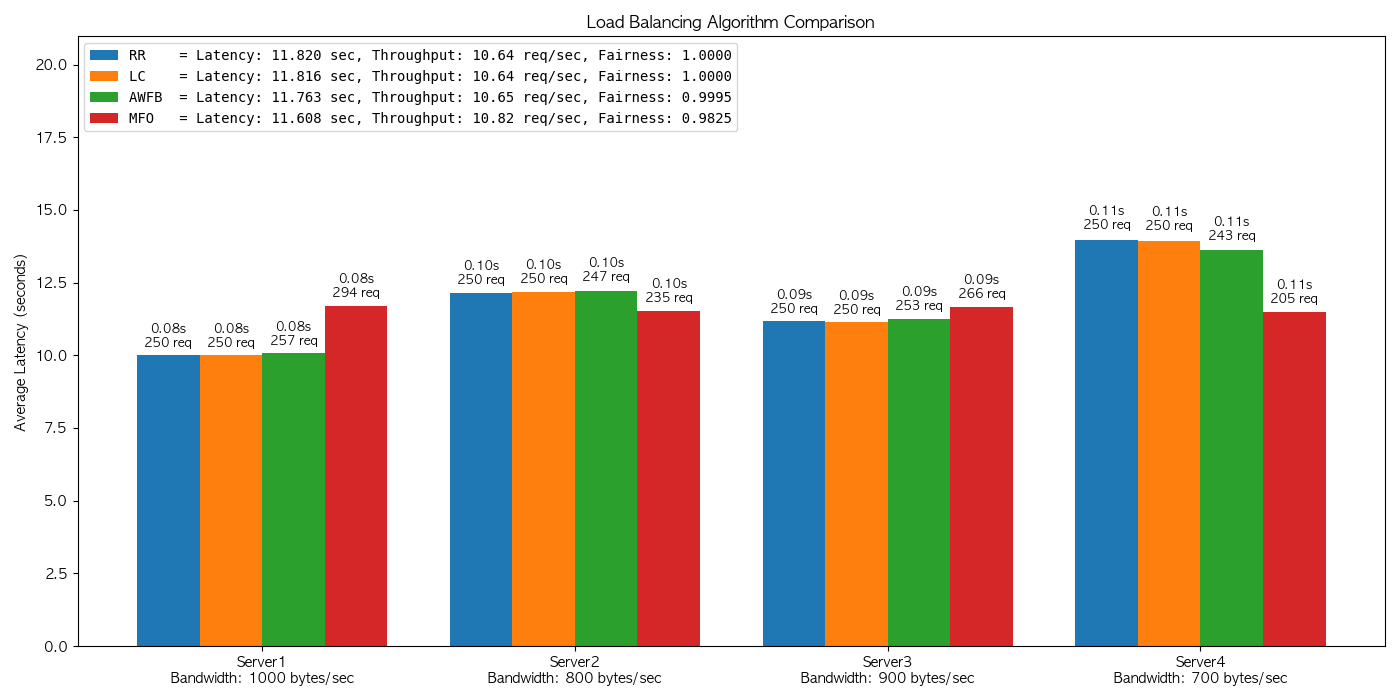 Load Balancing Algorithm Comparison
RR = Latency: 11.820 sec, Throughput: 10.64 req/sec, Fairness: 1.0000
LC = Latency: 11.816 sec, Throughput: 10.64 req/sec, Fairness: 1.0000
AWFB = Latency: 11.763 sec, Throughput: 10.65 req/sec, Fairness: 0.9995
MFO = Latency: 11.608 sec, Throughput: 10.82 req/sec, Fairness: 0.9825
Average Latency (seconds)
20.0
17.5
15.0
12.5
10.0
7.5
5.0
2.5
0.0
0.08s
250 req
0.08s
250 req
0.08s
257 req
0.08s
294 req
0.10s
250 req
0.10s
250 req
0.10s
247 req
0.10s
235 req
0.09s
250 req
0.09s
250 req
0.09s
253 req
0.09s
266 req
0.11s
250 req
0.11s
250 req
0.11s
243 req
0.11s
205 req
Server1
Bandwidth: 1000 bytes/sec
Server2
Bandwidth: 800 bytes/sec
Server3
Bandwidth: 900 bytes/sec
Server4
Bandwidth: 700 bytes/sec